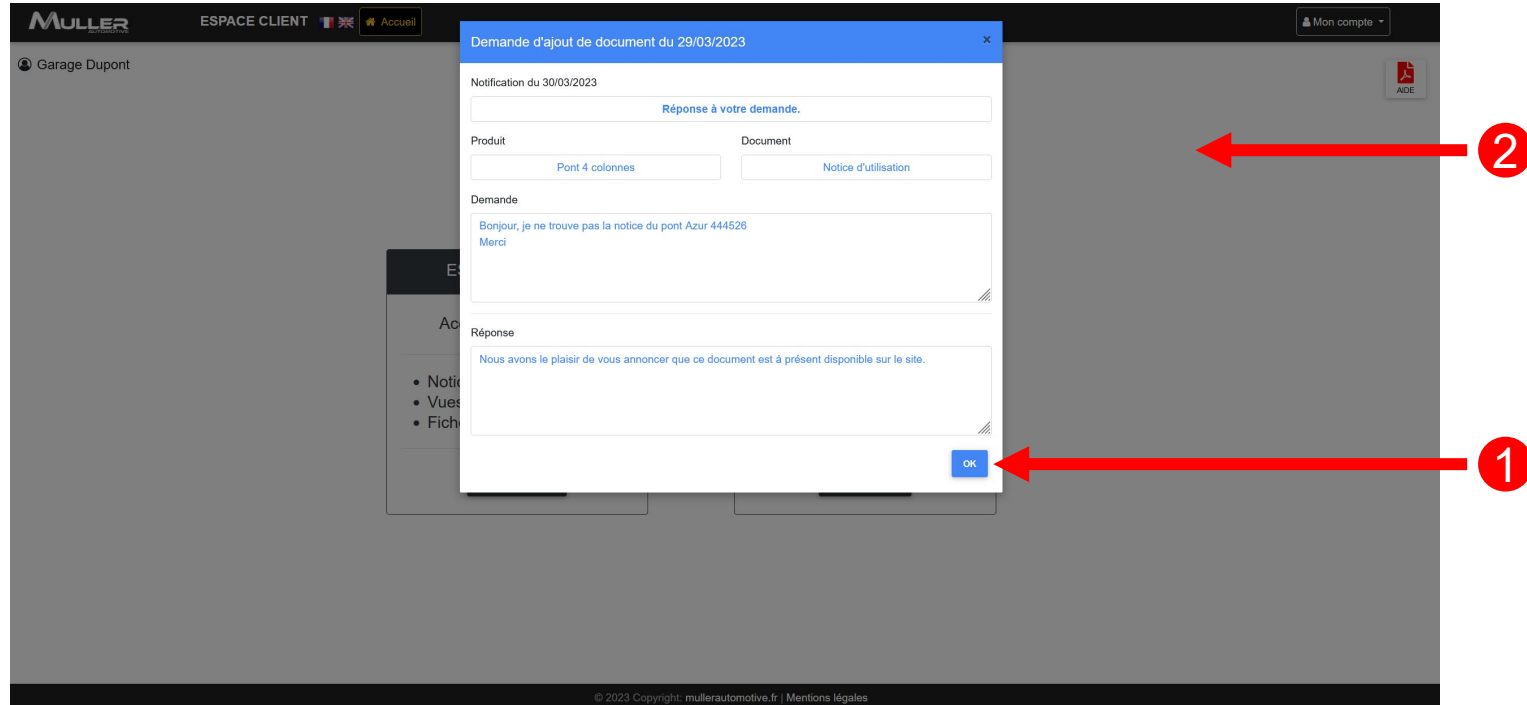 MULLER
AUTOMOTIVE
ESPACE CLIENT
Accueil
Mon compte
Garage Dupont
AIDE
Demande d'ajout de document du 29/03/2023
×
Notification du 30/03/2023
Réponse à votre demande.
Produit
Document
Pont 4 colonnes
Notice d'utilisation
Demande
Bonjour, je ne trouve pas la notice du pont Azur 444526
Merci
Réponse
Nous avons le plaisir de vous annoncer que ce document est à présent disponible sur le site.
OK
2
1
© 2023 Copyright: mullerautomotive.fr | Mentions légales